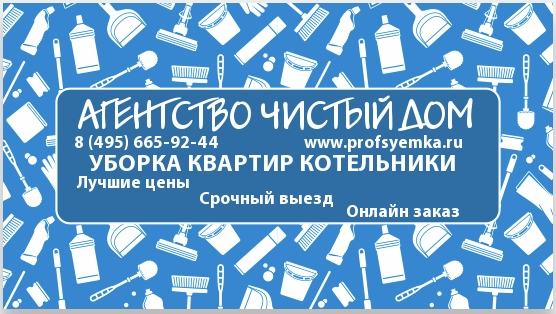 АГЕНТСТВО ЧИСТЫЙ ДОМ
8 (495) 665-92-44 www.profsyemka.ru
УБОРКА КВАРТИР КОТЕЛЬНИКИ
Лучшие цены
Срочный выезд
Онлайн заказ